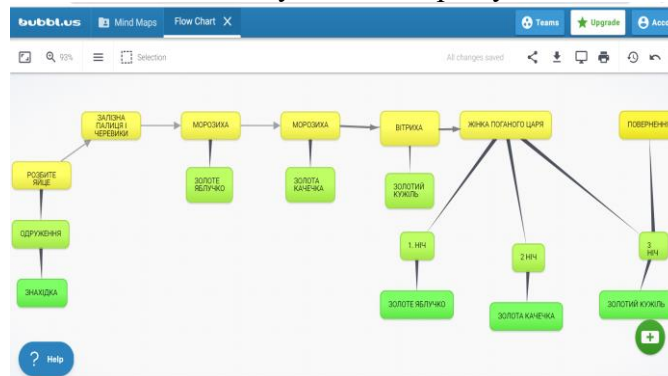 bubbl.us
Mind Maps
Flow Chart
Teams
Upgrade
93%
Selection
All changes saved
ЗАЛІЗНА
ПАЛИЦЯ І
ЧЕРЕВИКИ
МОРОЗИХА
МОРОЗИХА
ВІТРИХА
ЖІНКА ПОГАНОГО ЦАРЯ
РОЗБИТЕ
ЯЙЦЕ
ЗОЛОТЕ
ЯБЛУЧКО
ЗОЛОТА
КАЧЕЧКА
ЗОЛОТИЙ
КУЖІЛЬ
ОДРУЖЕННЯ
1. НІЧ
2 НІЧ
3
НІЧ
ЗНАХІДКА
ЗОЛОТЕ ЯБЛУЧКО
ЗОЛОТА КАЧЕЧКА
ЗОЛОТИЙ КУЖІЛЬ
? Help